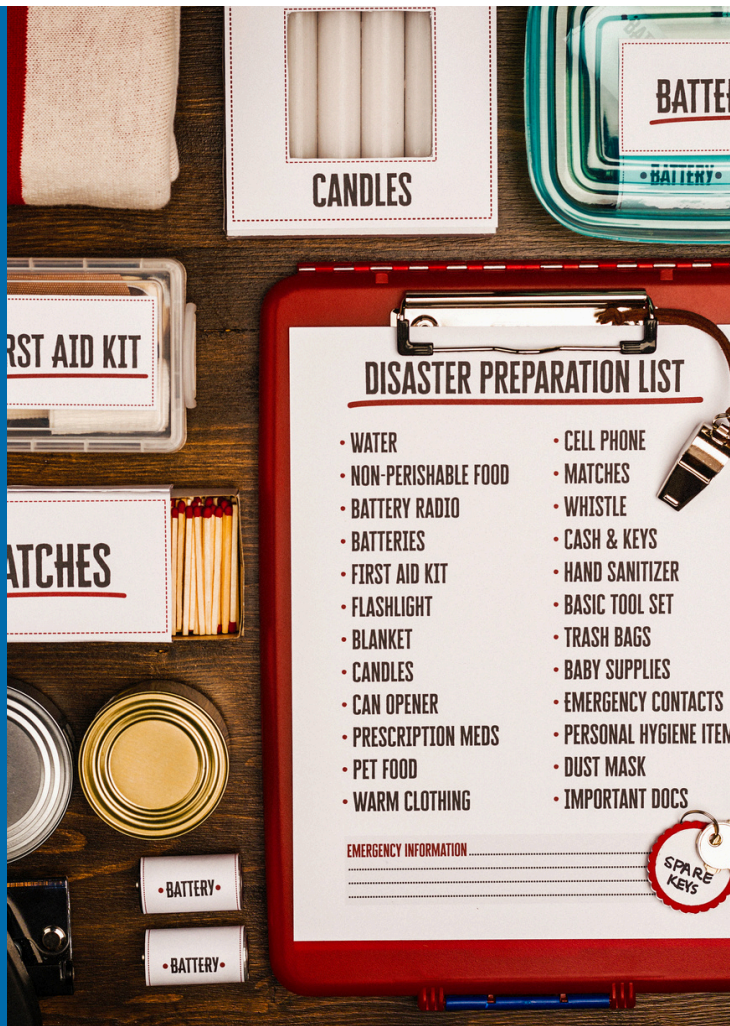 CANDLES
BATTE
•BATTERY•
RST AID KIT
DISASTER PREPARATION LIST
• WATER
• NON-PERISHABLE FOOD
• BATTERY RADIO
• BATTERIES
• FIRST AID KIT
• FLASHLIGHT
• BLANKET
• CANDLES
• CAN OPENER
• PRESCRIPTION MEDS
• PET FOOD
• WARM CLOTHING
• CELL PHONE
• MATCHES
• WHISTLE
• CASH & KEYS
• HAND SANITIZER
• BASIC TOOL SET
• TRASH BAGS
• BABY SUPPLIES
• EMERGENCY CONTACTS
• PERSONAL HYGIENE ITEM
• DUST MASK
• IMPORTANT DOCS
ATCHES
EMERGENCY INFORMATION
SPARE
KEYS
•BATTERY•
•BATTERY•